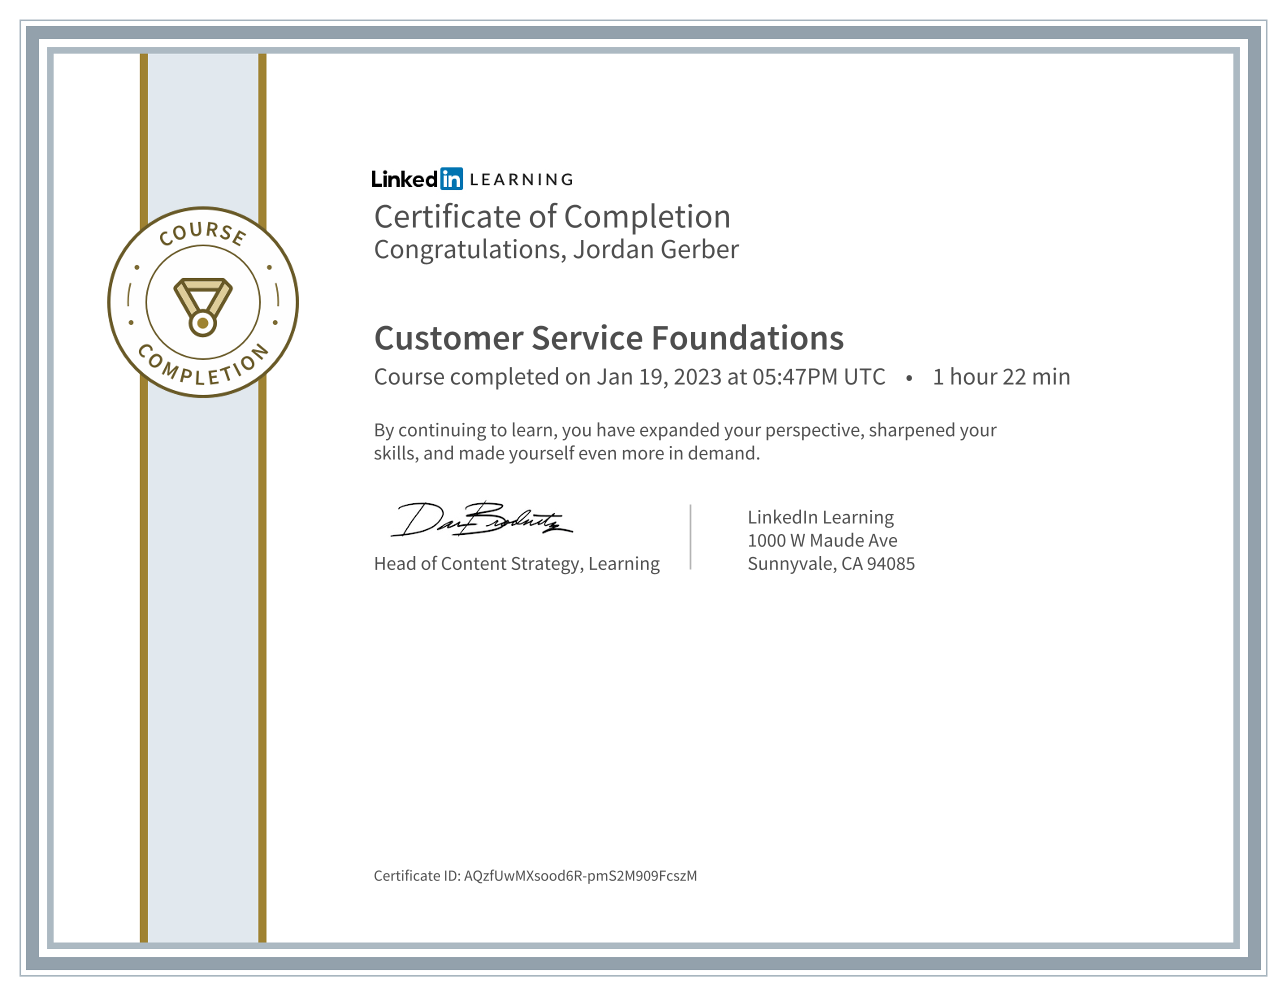 COURSE
COMPLETION
Linked in LEARNING
Certificate of Completion
Congratulations, Jordan Gerber
Customer Service Foundations
Course completed on Jan 19, 2023 at 05:47PM UTC • 1 hour 22 min
By continuing to learn, you have expanded your perspective, sharpened your
skills, and made yourself even more in demand.
Dan Brodnitz
Head of Content Strategy, Learning
LinkedIn Learning
1000 W Maude Ave
Sunnyvale, CA 94085
Certificate ID: AQzfUwMXsood6R-pmS2M909FcszM